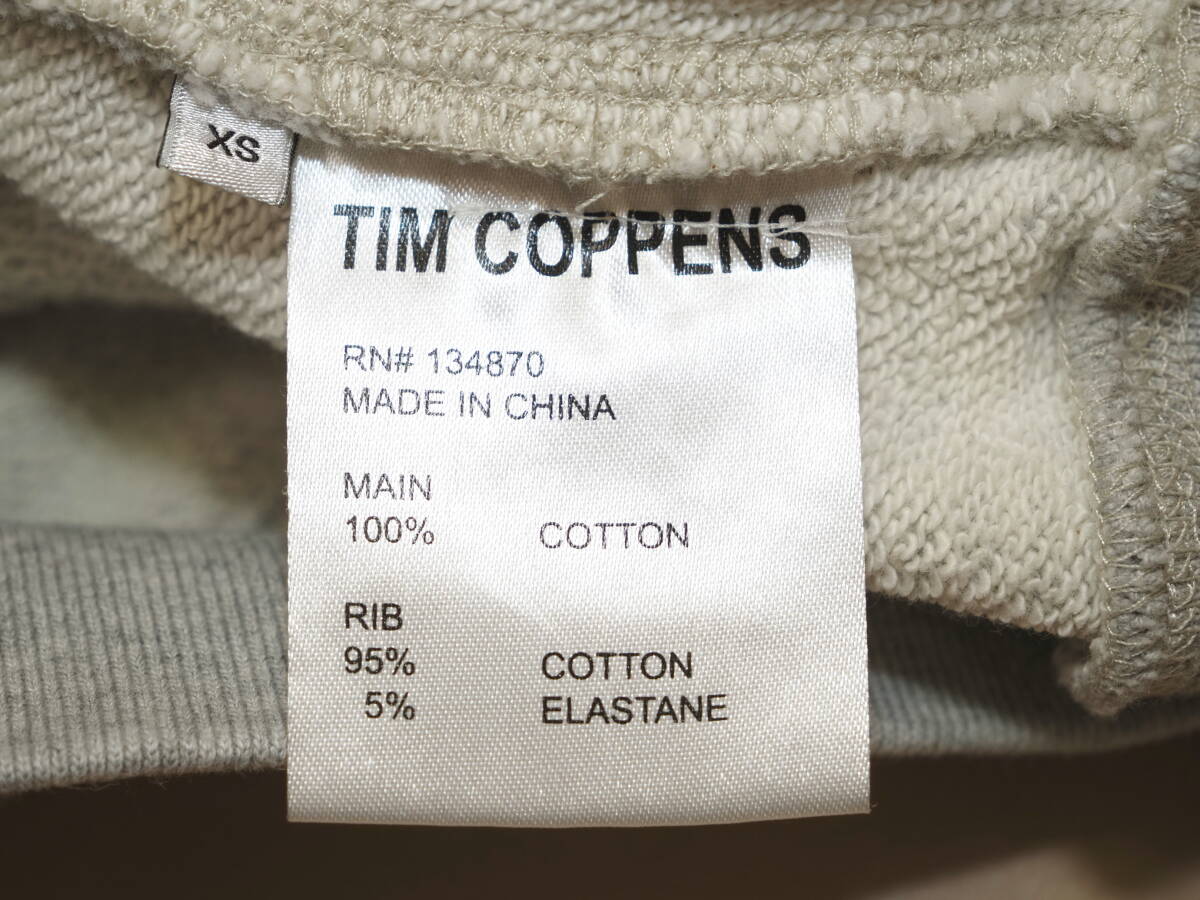 XS
TIM COPPENS
RN# 134870
MADE IN CHINA
MAIN
100% COTTON
RIB
95% COTTON
5% ELASTANE